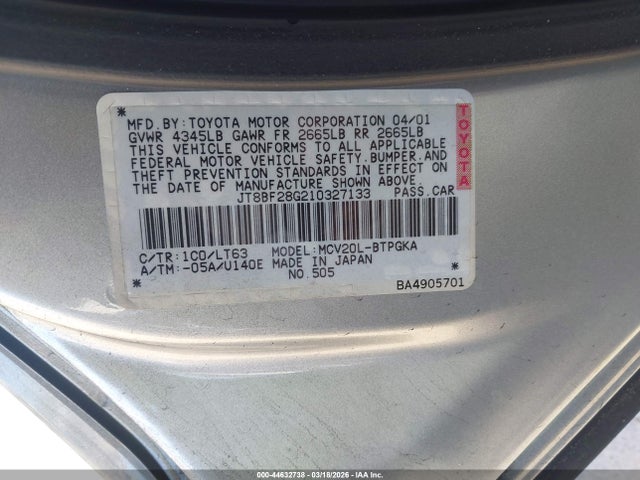 MFD. BY: TOYOTA MOTOR CORPORATION 04/01
GVWR 4345LB GAWR FR 2665LB RR 2665LB
THIS VEHICLE CONFORMS TO ALL APPLICABLE
FEDERAL MOTOR VEHICLE SAFETY, BUMPER, AND
THEFT PREVENTION STANDARDS IN EFFECT ON
THE DATE OF MANUFACTURE SHOWN ABOVE.
JT8BF28G210327133 PASS. CAR
C/TR: 1C0/LT63 MODEL: MCV20L-BTPGKA
A/TM: -05A/U140E MADE IN JAPAN
NO. 505
BA4905701
TOYOTA
000-44632738 - 03/18/2026 - IAA, Inc.